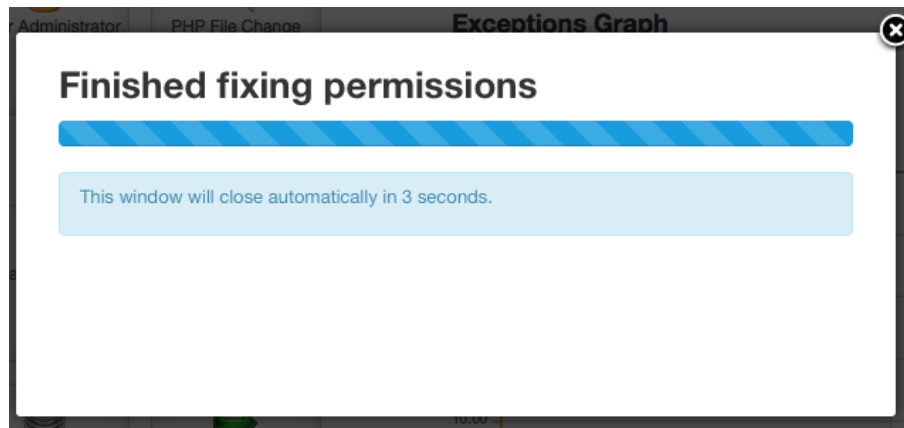 r Administrator
PHP File Change
Exceptions Graph
Finished fixing permissions
This window will close automatically in 3 seconds.
10.00